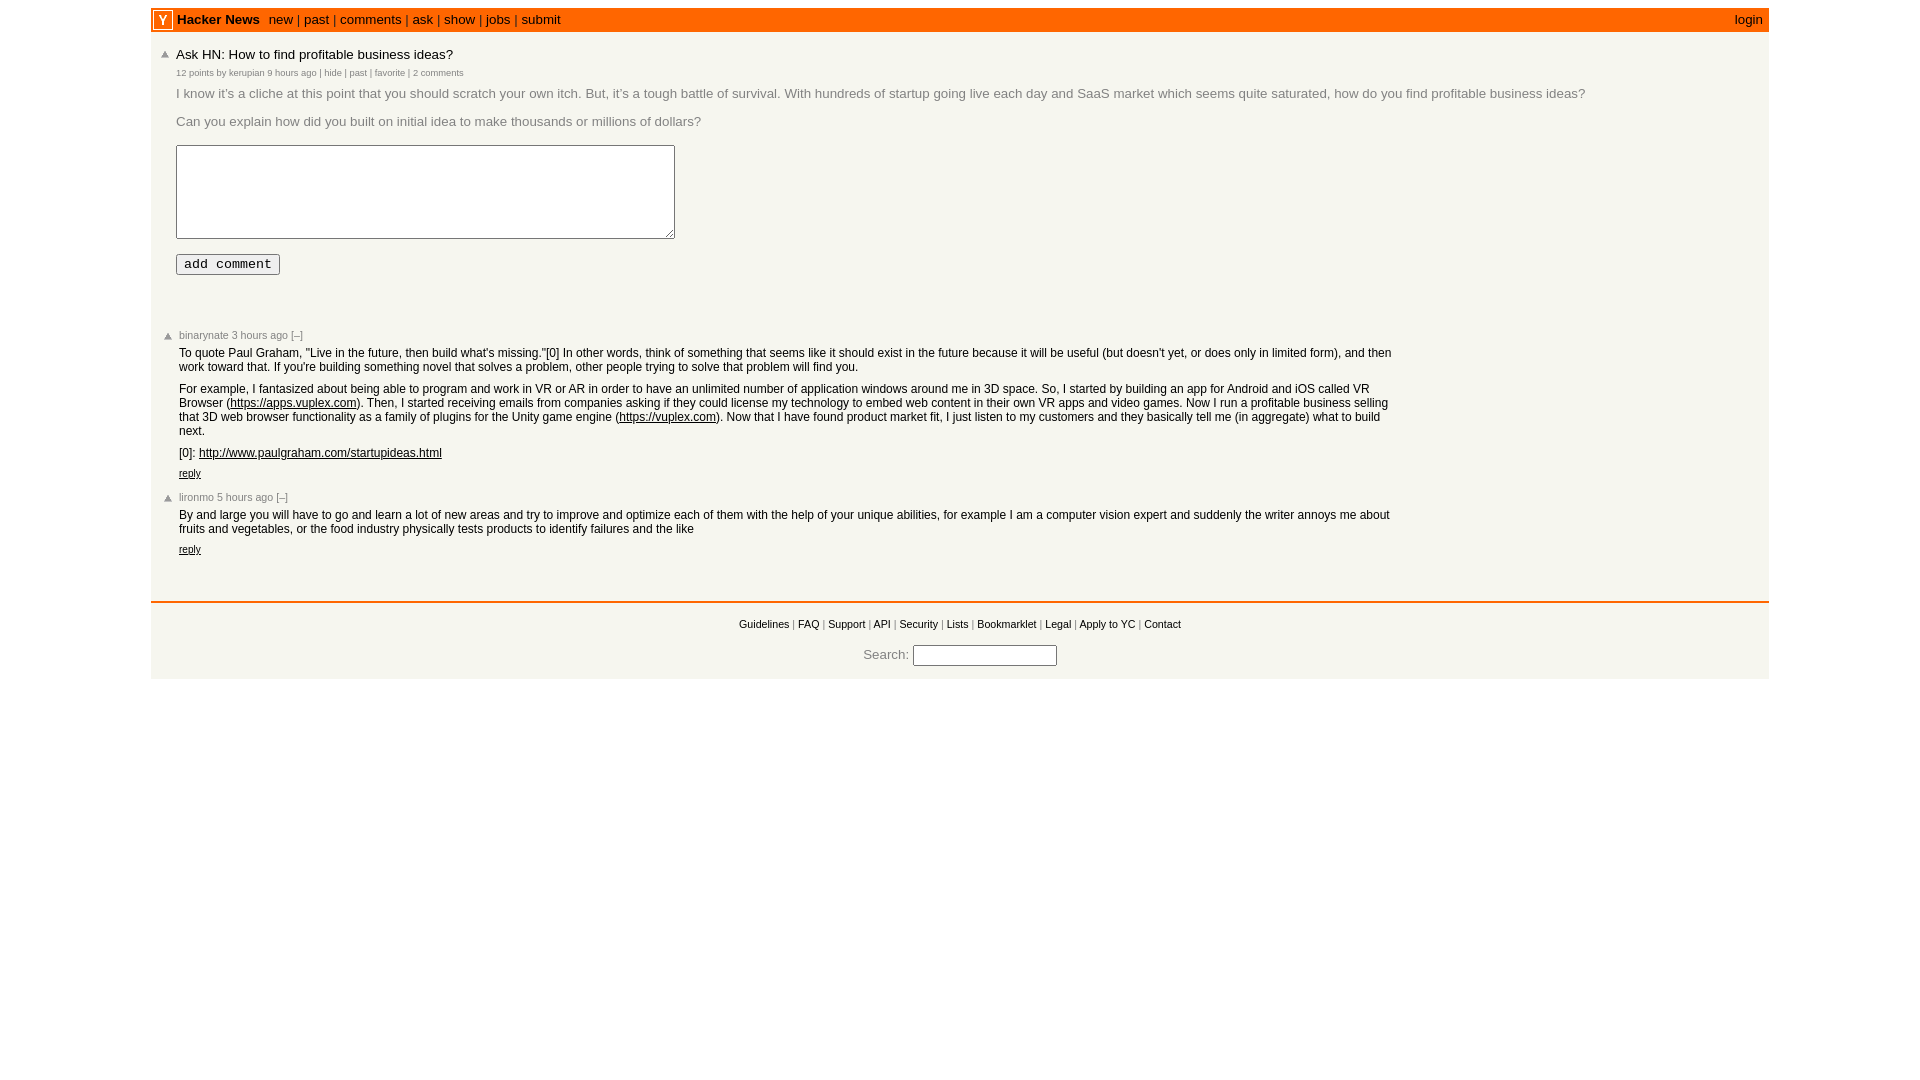 Y Hacker News new | past | comments | ask | show | jobs | submit login
Ask HN: How to find profitable business ideas?
12 points by kerupian 9 hours ago | hide | past | favorite | 2 comments
I know it’s a cliche at this point that you should scratch your own itch. But, it’s a tough battle of survival. With hundreds of startup going live each day and SaaS market which seems quite saturated, how do you find profitable business ideas?
Can you explain how did you built on initial idea to make thousands or millions of dollars?
add comment
binarynate 3 hours ago [–]
To quote Paul Graham, "Live in the future, then build what's missing."[0] In other words, think of something that seems like it should exist in the future because it will be useful (but doesn't yet, or does only in limited form), and then
work toward that. If you're building something novel that solves a problem, other people trying to solve that problem will find you.
For example, I fantasized about being able to program and work in VR or AR in order to have an unlimited number of application windows around me in 3D space. So, I started by building an app for Android and iOS called VR
Browser (https://apps.vuplex.com). Then, I started receiving emails from companies asking if they could license my technology to embed web content in their own VR apps and video games. Now I run a profitable business selling
that 3D web browser functionality as a family of plugins for the Unity game engine (https://vuplex.com). Now that I have found product market fit, I just listen to my customers and they basically tell me (in aggregate) what to build
next.
[0]: http://www.paulgraham.com/startupideas.html
reply
lironmo 5 hours ago [–]
By and large you will have to go and learn a lot of new areas and try to improve and optimize each of them with the help of your unique abilities, for example I am a computer vision expert and suddenly the writer annoys me about
fruits and vegetables, or the food industry physically tests products to identify failures and the like
reply
Guidelines | FAQ | Support | API | Security | Lists | Bookmarklet | Legal | Apply to YC | Contact
Search: